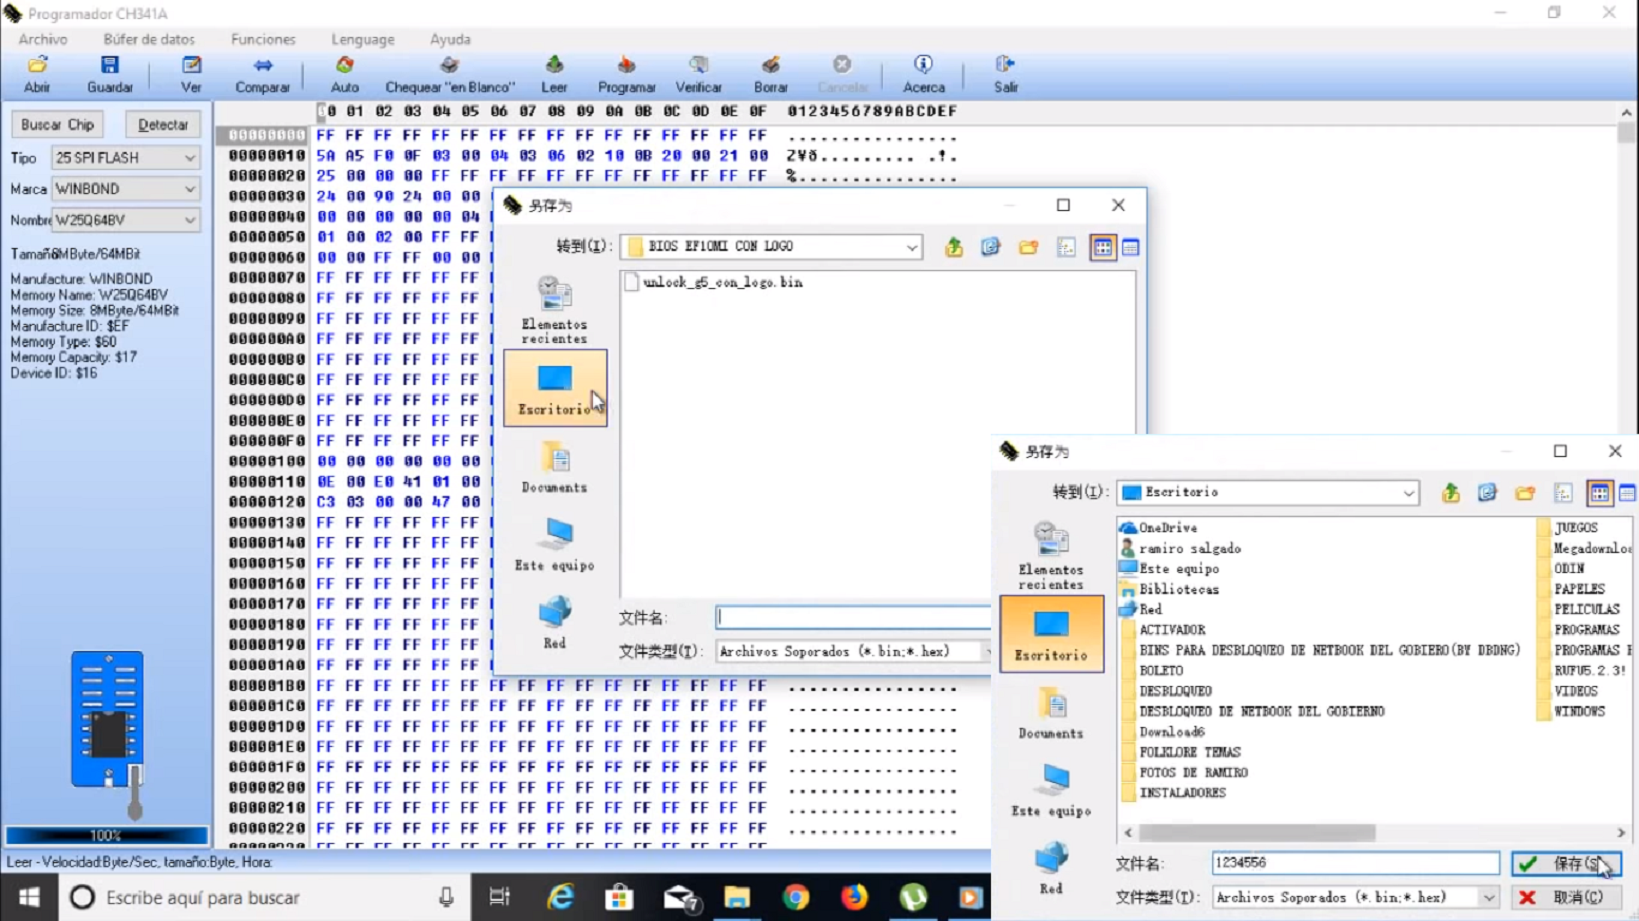 Programador CH341A
Archivo Búfer de datos Funciones Lenguage Ayuda
Abrir Guardar Ver Comparar Auto Chequear "en Blanco" Leer Programar Verificar Borrar Cancelar Acerca Salir
Buscar Chip Detectar
Tipo 25 SPI FLASH
Marca WINBOND
Nombre W25Q64BV
Tamañ8MByte/64MBit
Manufacture: WINBOND
Memory Name: W25Q64BV
Memory Size: 8MByte/64MBit
Manufacture ID: $EF
Memory Type: $60
Memory Capacity: $17
Device ID: $16
100%
Leer - Velocidad:Byte/Sec, tamaño:Byte, Hora:
0 01 02 03 04 05 06 07 08 09 0A 0B 0C 0D 0E 0F 0123456789ABCDEF
00000000 FF FF FF FF FF FF FF FF FF FF FF FF FF FF FF FF ................
00000010 5A A5 F0 0F 03 00 04 03 06 02 10 0B 20 00 21 00 Z¥ð......... .!.
00000020 25 00 00 00 FF FF FF FF FF FF FF FF FF FF FF FF %...............
00000030 24 00 90 24 00 00
00000040 00 00 00 00 00 04
00000050 01 00 02 00 FF FF
00000060 00 00 FF 00 FF FF
00000070 FF FF FF FF FF FF
00000080 FF FF FF FF FF FF
00000090 FF FF FF FF FF FF
000000A0 FF FF FF FF FF FF
000000B0 FF FF FF FF FF FF
000000C0 FF FF FF FF FF FF
000000D0 FF FF FF FF FF FF
000000E0 FF FF FF FF FF FF
000000F0 FF FF FF FF FF FF
00000100 00 00 00 00 00 00
00000110 0E 00 E0 41 01 00
00000120 C3 03 00 00 47 00
00000130 FF FF FF FF FF FF
00000140 FF FF FF FF FF FF
00000150 FF FF FF FF FF FF
00000160 FF FF FF FF FF FF
00000170 FF FF FF FF FF FF
00000180 FF FF FF FF FF FF
00000190 FF FF FF FF FF FF
000001A0 FF FF FF FF FF FF
000001B0 FF FF FF FF FF FF FF FF FF FF FF FF FF FF FF FF ................
000001C0 FF FF FF FF FF FF FF FF FF FF FF FF FF FF FF FF ................
000001D0 FF FF FF FF FF FF FF FF FF FF FF FF FF FF FF FF ................
000001E0 FF FF FF FF FF FF FF FF FF FF FF FF FF FF FF FF ................
000001F0 FF FF FF FF FF FF FF FF FF FF FF FF FF FF FF FF ................
00000200 FF FF FF FF FF FF FF FF FF FF FF FF FF FF FF FF ................
00000210 FF FF FF FF FF FF FF FF FF FF FF FF FF FF FF FF ................
00000220 FF FF FF FF FF FF FF FF FF FF FF FF FF FF FF FF ................
另存为
转到(I): BIOS EF10MI CON LOGO
unlock_g5_con_logo.bin
Elementos
recientes
Escritorio
Documents
Este equipo
Red
文件名:
文件类型(T): Archivos Soporados (*.bin;*.hex)
另存为
转到(I): Escritorio
Elementos
recientes
Escritorio
Documents
Este equipo
Red
OneDrive
ramiro salgado
Este equipo
Bibliotecas
Red
ACTIVADOR
BINS PARA DESBLOQUEO DE NETBOOK DEL GOBIERO(BY DBDNG)
BOLETO
DESBLOQUEO
DESBLOQUEO DE NETBOOK DEL GOBIERNO
Download6
FOLKLORE TEMAS
FOTOS DE RAMIRO
INSTALADORES
JUEGOS
Megadownlo
ODIN
PAPELES
PELICULAS
PROGRAMAS
PROGRAMAS
RUFU5.2.3!
VIDEOS
WINDOWS
文件名: 1234556 保存(S)
文件类型(T): Archivos Soporados (*.bin;*.hex) 取消(C)
Escribe aquí para buscar
7